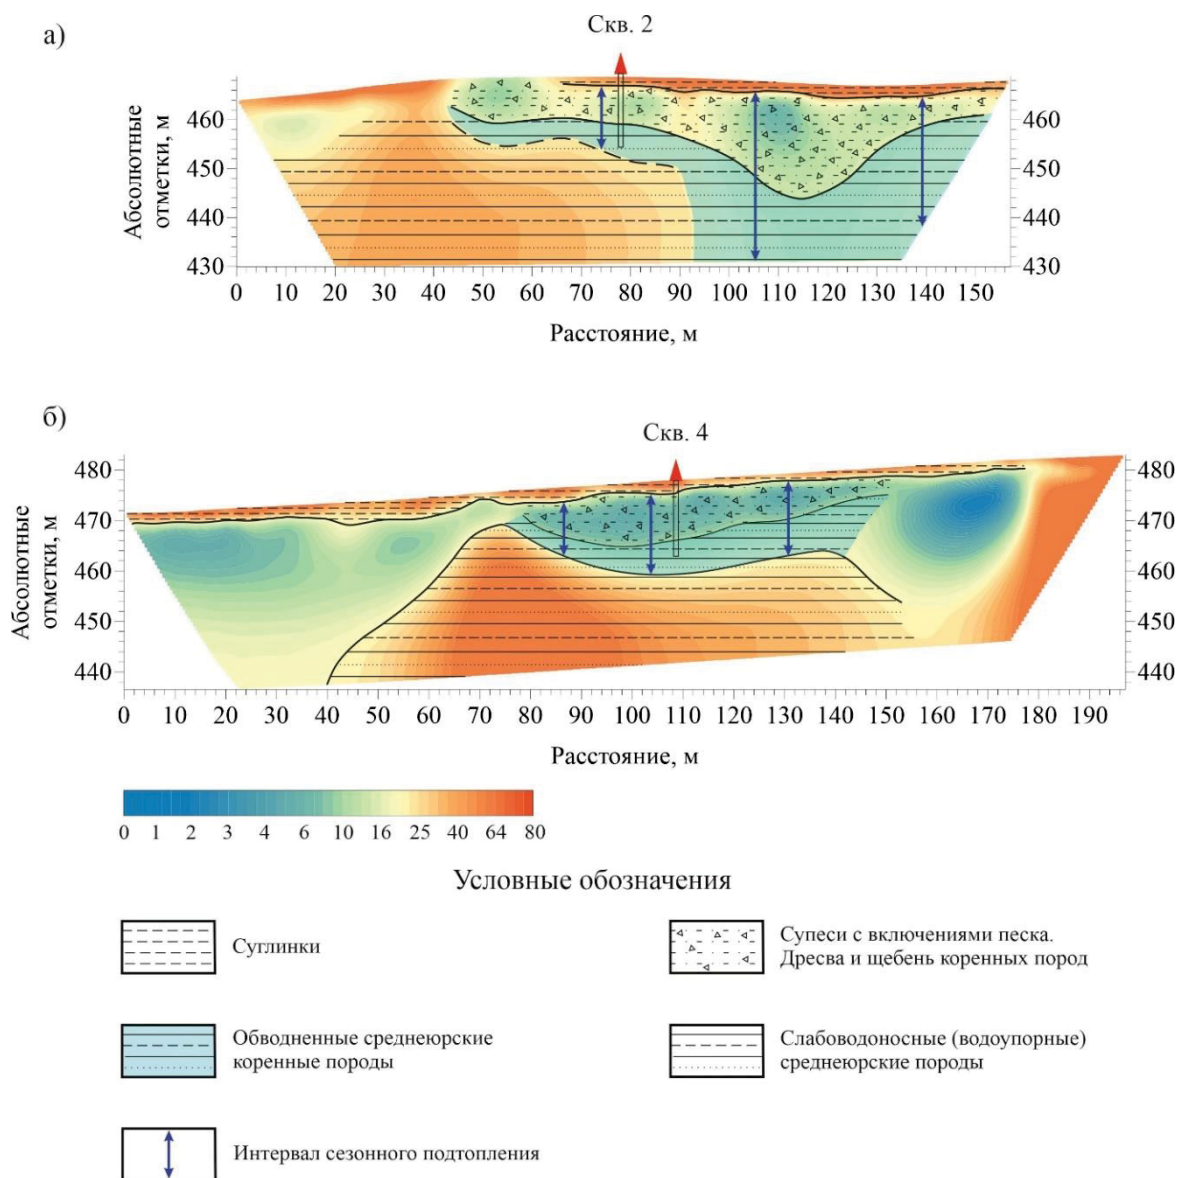 а)
Скв. 2
Абсолютные
отметки, м
460
450
440
430
460
450
440
430
0 10 20 30 40 50 60 70 80 90 100 110 120 130 140 150
Расстояние, м
б)
Скв. 4
Абсолютные
отметки, м
480
470
460
450
440
480
470
460
450
440
0 10 20 30 40 50 60 70 80 90 100 110 120 130 140 150 160 170 180 190
Расстояние, м
0 1 2 3 4 6 10 16 25 40 64 80
Условные обозначения
Суглинки
Супеси с включениями песка.
Дресва и щебень коренных пород
Обводненные среднеюрские
коренные породы
Слабоводоносные (водоупорные)
среднеюрские породы
Интервал сезонного подтопления